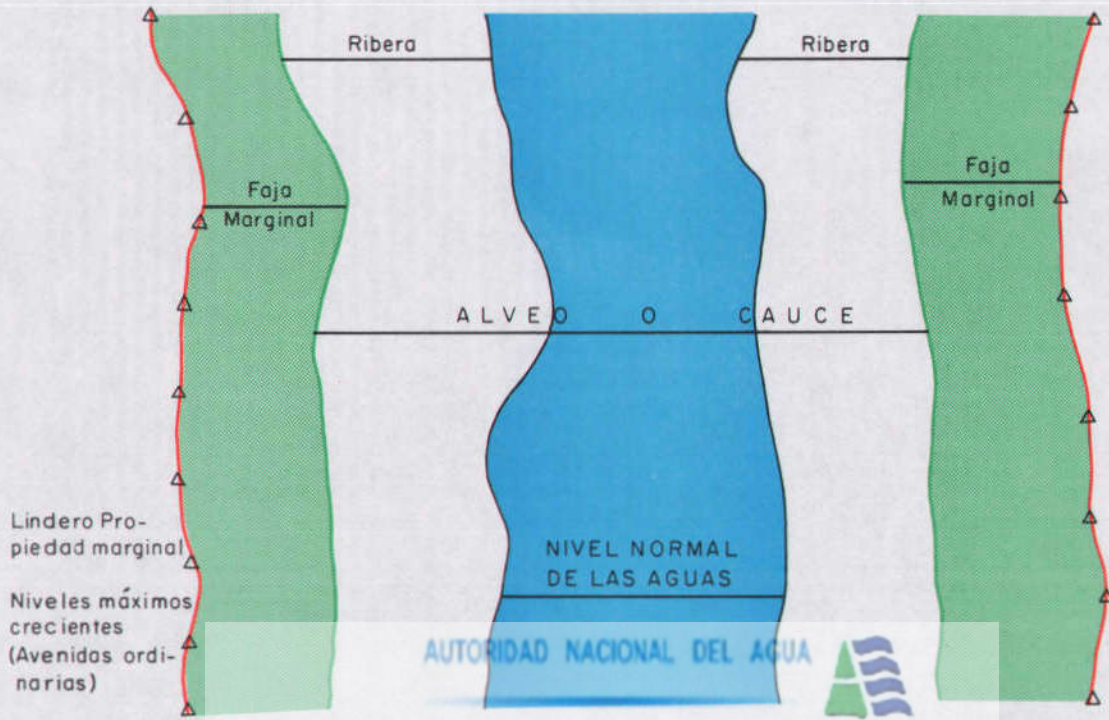 Ribera
Ribera
Faja
Marginal
Faja
Marginal
ALVEO O CAUCE
Lindero Pro-
piedad marginal
NIVEL NORMAL
DE LAS AGUAS
Niveles máximos
crecientes
(Avenidas ordi-
narias)
AUTORIDAD NACIONAL DEL AGUA